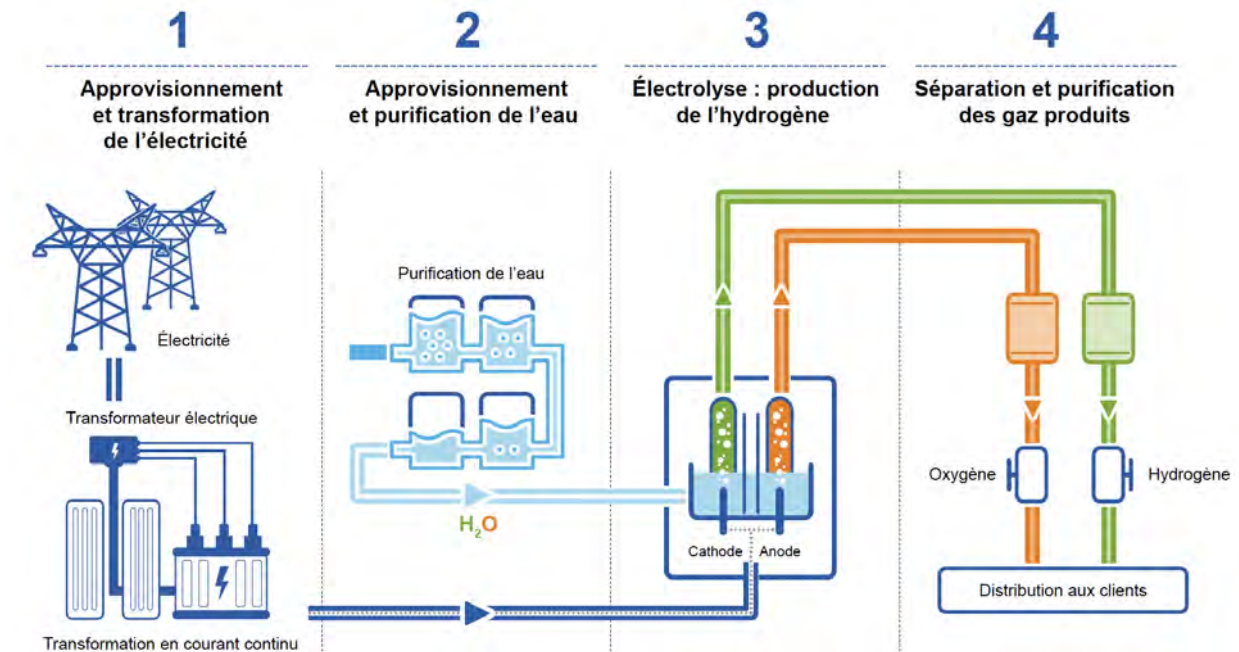 1
Approvisionnement
et transformation
de l'électricité
Électricité
Transformateur électrique
Transformation en courant continu
2
Approvisionnement
et purification de l'eau
Purification de l'eau
H₂O
3
Électrolyse : production
de l'hydrogène
Cathode
Anode
4
Séparation et purification
des gaz produits
Oxygène
Hydrogène
Distribution aux clients